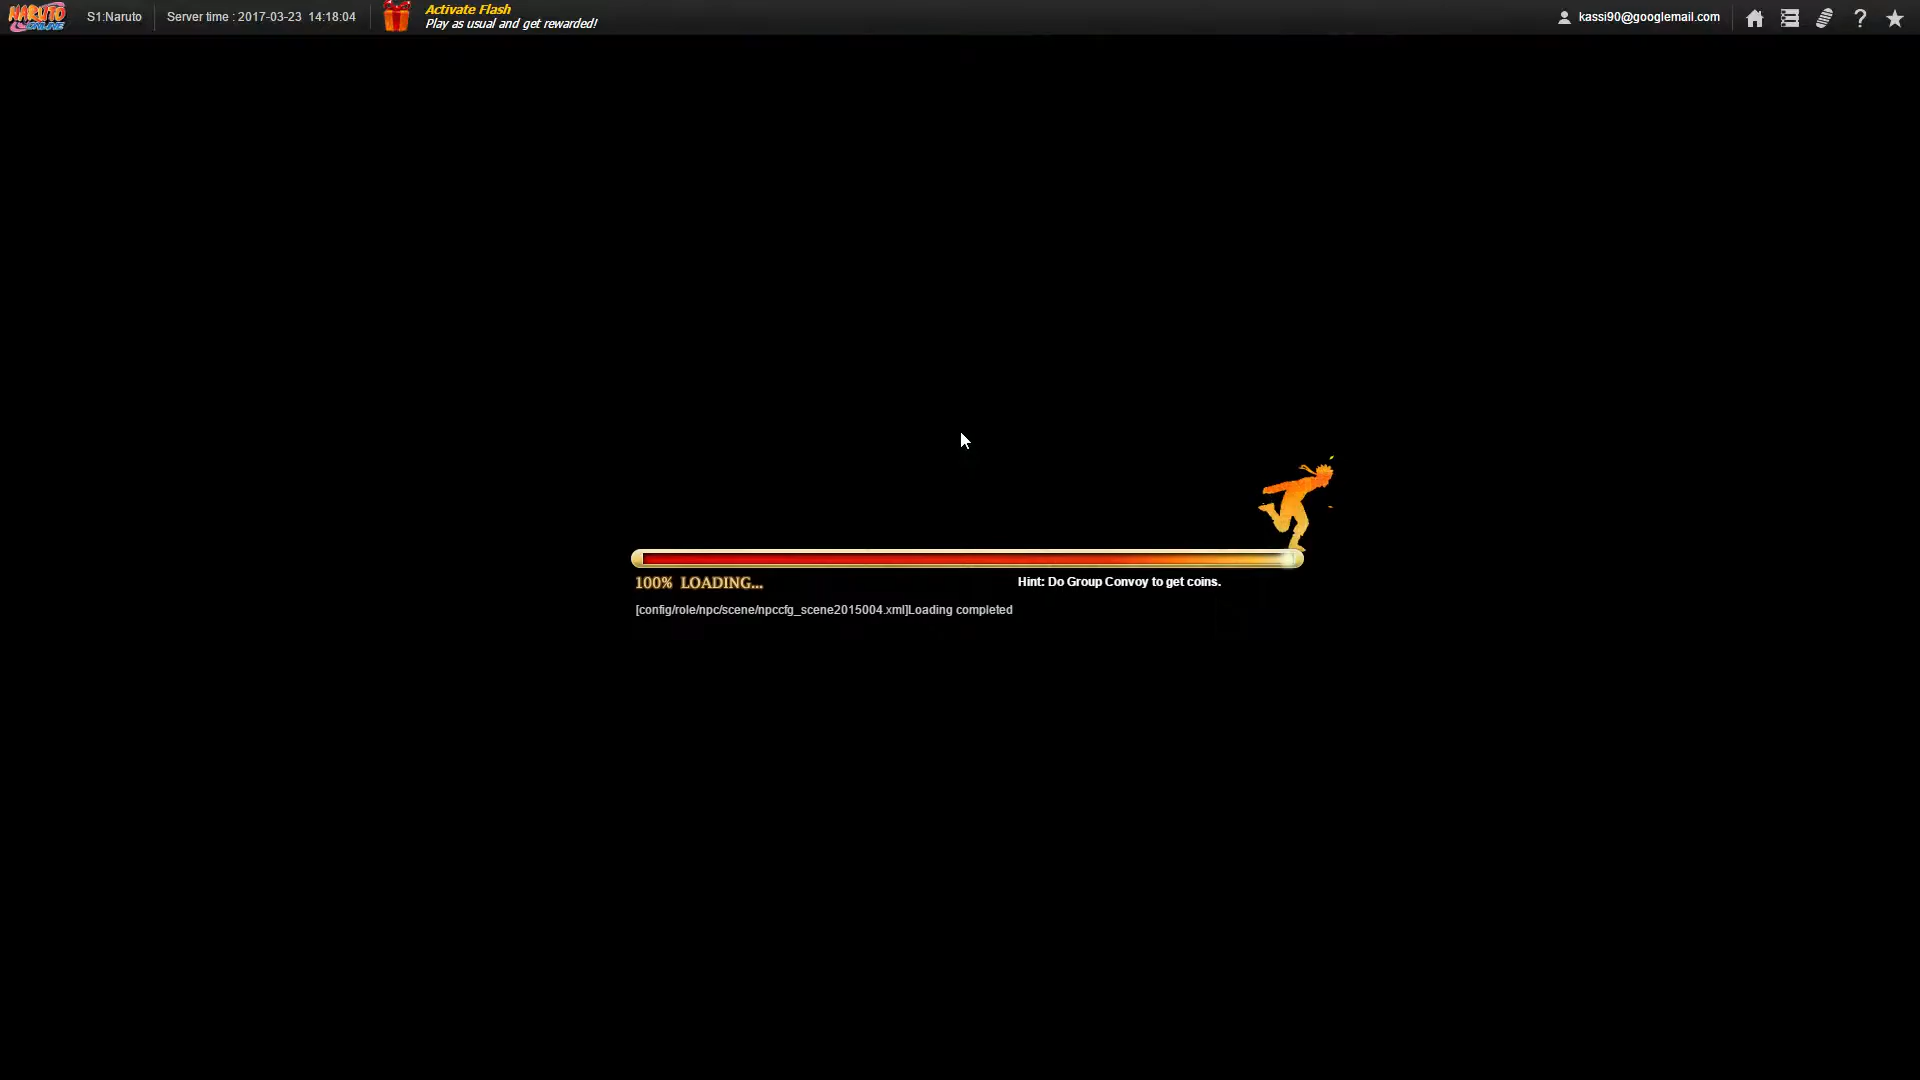 NARUTO
ONLINE
S1:Naruto
Server time : 2017-03-23 14:18:04
Activate Flash
Play as usual and get rewarded!
kassi90@googlemail.com
100% LOADING...
Hint: Do Group Convoy to get coins.
[config/role/npc/scene/npccfg_scene2015004.xml]Loading completed